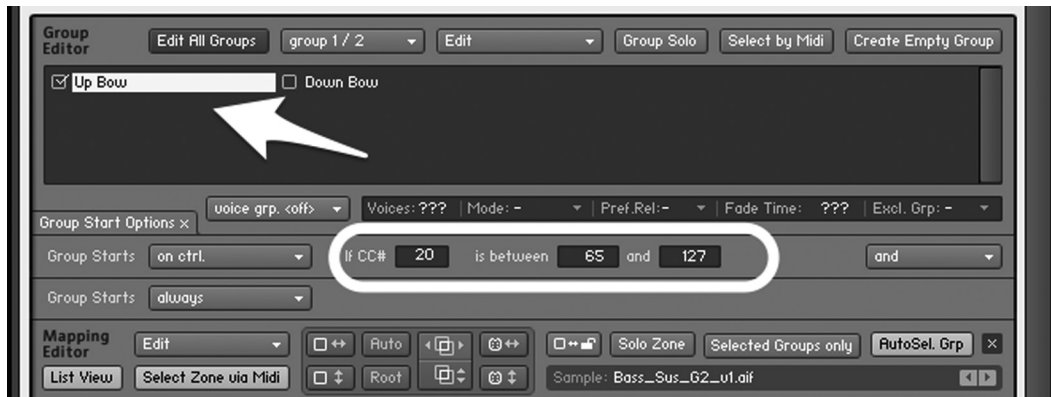 Group Editor Edit All Groups group 1 / 2 Edit Group Solo Select by Midi Create Empty Group
Up Bow Down Bow
voice grp. <off> Voices: ??? Mode: - Pref.Rel: - Fade Time: ??? Excl. Grp: -
Group Start Options ×
Group Starts on ctrl. If CC# 20 is between 65 and 127 and
Group Starts always
Mapping Editor Edit Auto Solo Zone Selected Groups only AutoSel. Grp ×
List View Select Zone via Midi Root Sample: Bass_Sus_G2_v1.aif